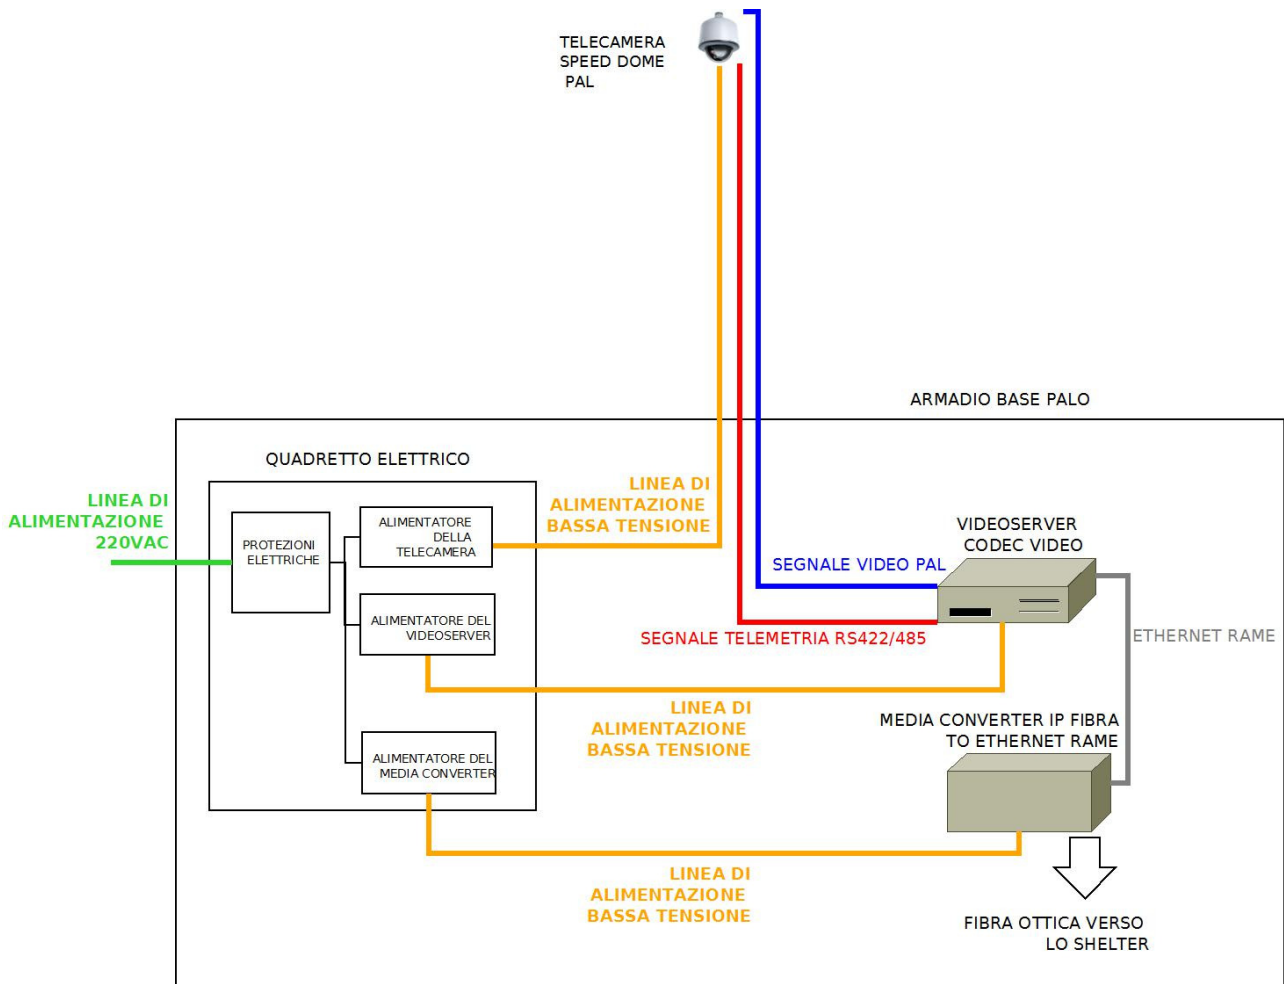 TELECAMERA
SPEED DOME
PAL
ARMADIO BASE PALO
QUADRETTO ELETTRICO
LINEA DI
ALIMENTAZIONE
220VAC
PROTEZIONI
ELETTRICHE
ALIMENTATORE
DELLA
TELECAMERA
LINEA DI
ALIMENTAZIONE
BASSA TENSIONE
VIDEOSERVER
CODEC VIDEO
SEGNALE VIDEO PAL
ALIMENTATORE DEL
VIDEOSERVER
SEGNALE TELEMETRIA RS422/485
ETHERNET RAME
LINEA DI
ALIMENTAZIONE
BASSA TENSIONE
MEDIA CONVERTER IP FIBRA
TO ETHERNET RAME
ALIMENTATORE DEL
MEDIA CONVERTER
LINEA DI
ALIMENTAZIONE
BASSA TENSIONE
FIBRA OTTICA VERSO
LO SHELTER